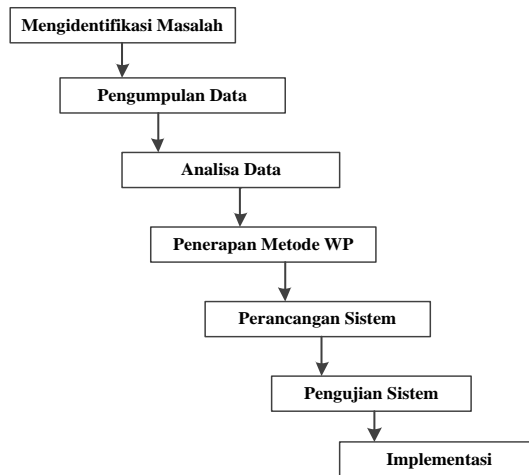 Mengidentifikasi Masalah
Pengumpulan Data
Analisa Data
Penerapan Metode WP
Perancangan Sistem
Pengujian Sistem
Implementasi